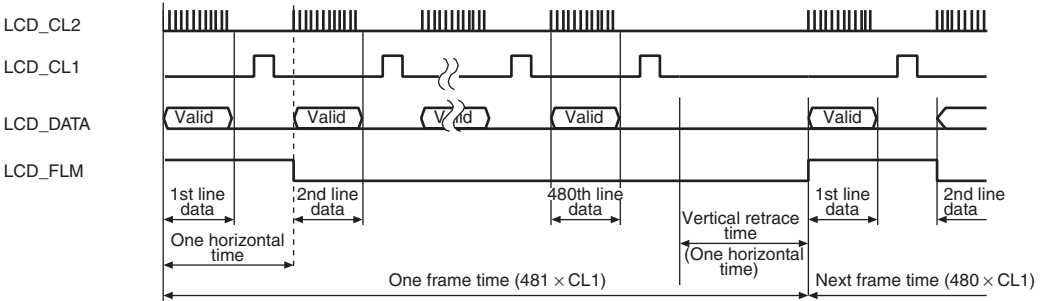 LCD_CL2
LCD_CL1
LCD_DATA
Valid
Valid
Valid
Valid
Valid
LCD_FLM
1st line
data
2nd line
data
480th line
data
1st line
data
2nd line
data
One horizontal
time
Vertical retrace
time
(One horizontal
time)
One frame time (481 × CL1)
Next frame time (480 × CL1)